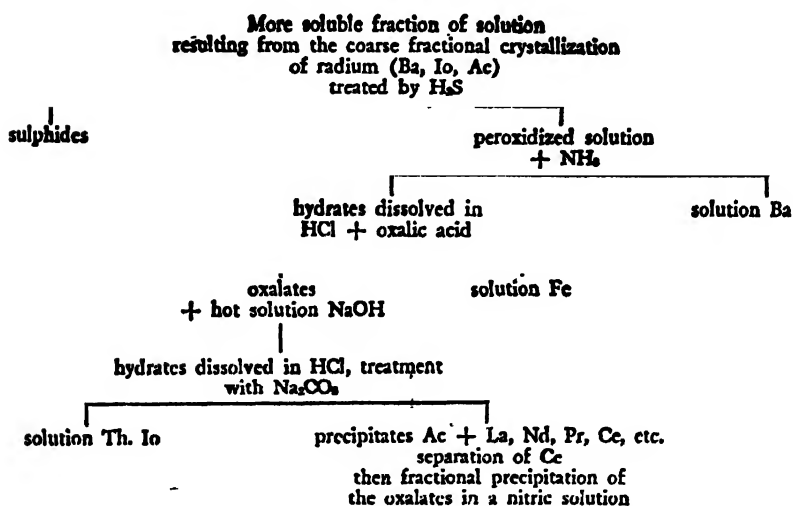 More soluble fraction of solution
resulting from the coarse fractional crystallization
of radium (Ba, Io, Ac)
treated by H₂S
sulphides
peroxidized solution
+ NH₃
hydrates dissolved in
HCl + oxalic acid
solution Ba
oxalates
+ hot solution NaOH
solution Fe
hydrates dissolved in HCl, treatment
with Na₂CO₃
solution Th. Io
precipitates Ac + La, Nd, Pr, Ce, etc.
separation of Ce
then fractional precipitation of
the oxalates in a nitric solution